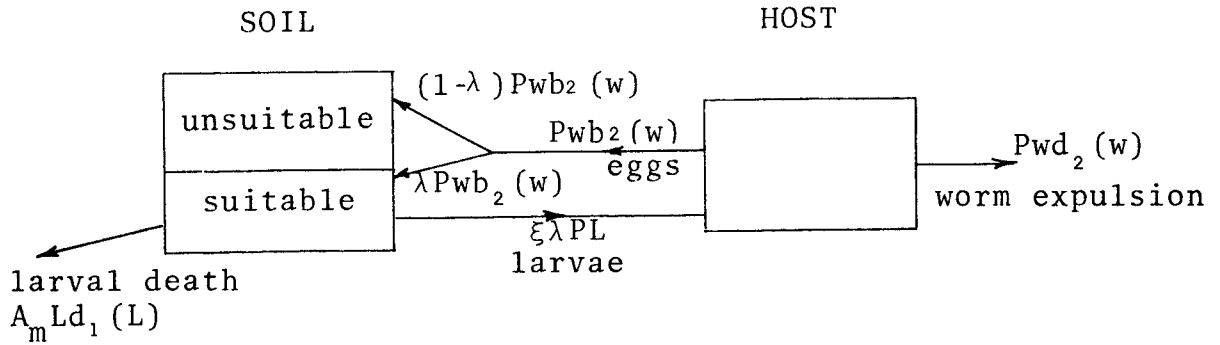 SOIL
HOST
(1-λ)Pwb₂(w)
unsuitable
Pwb₂(w)
eggs
Pwd₂(w)
worm expulsion
λPwb₂(w)
suitable
ξλPL
larvae
larval death
AₘLd₁(L)